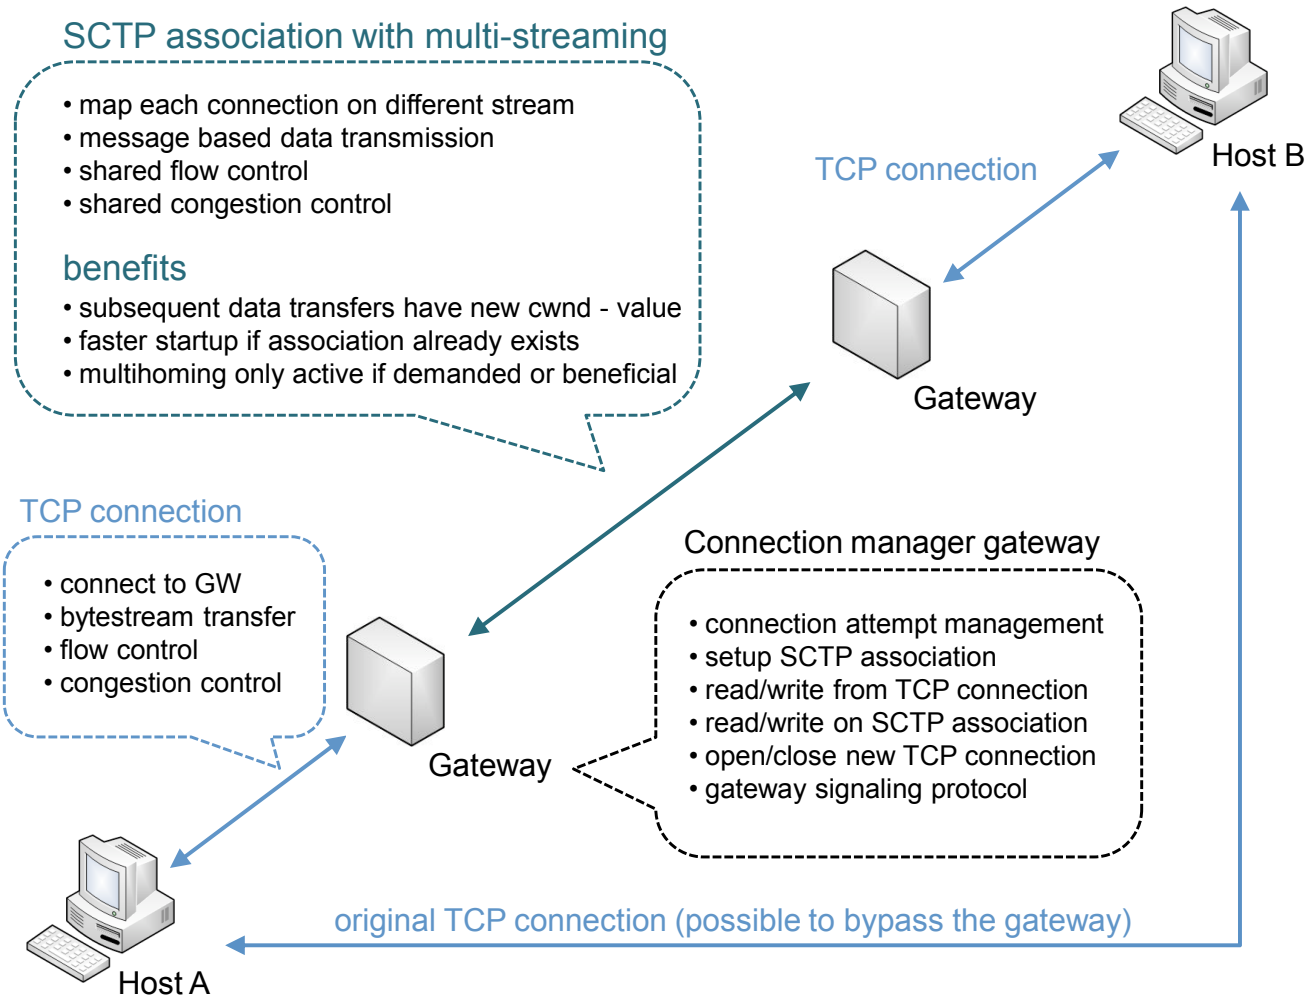 SCTP association with multi-streaming
• map each connection on different stream
• message based data transmission
• shared flow control
• shared congestion control
benefits
• subsequent data transfers have new cwnd - value
• faster startup if association already exists
• multihoming only active if demanded or beneficial
Host B
TCP connection
Gateway
TCP connection
• connect to GW
• bytestream transfer
• flow control
• congestion control
Connection manager gateway
• connection attempt management
• setup SCTP association
• read/write from TCP connection
• read/write on SCTP association
• open/close new TCP connection
• gateway signaling protocol
Gateway
original TCP connection (possible to bypass the gateway)
Host A